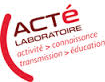 ACTé
LABORATOIRE
activité > connaissance
transmission > éducation